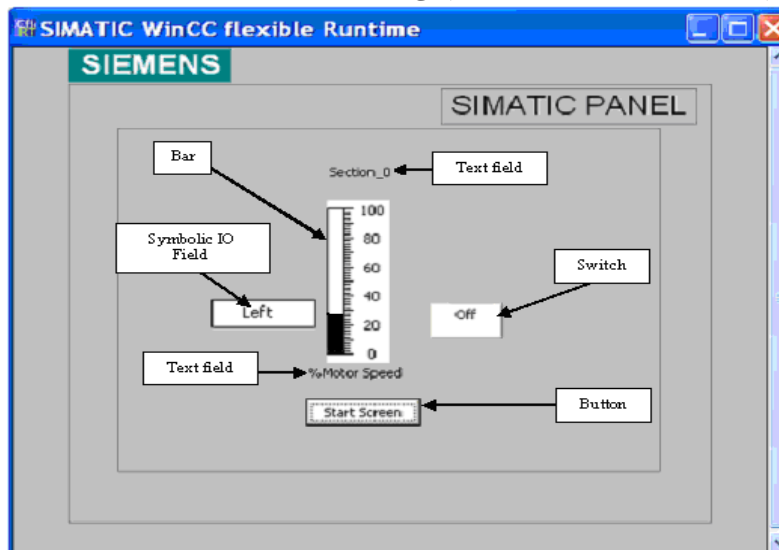 SIMATIC WinCC flexible Runtime
SIEMENS
SIMATIC PANEL
Bar
Section_0
Text field
100
80
60
40
20
0
Symbolic IO
Field
Switch
Left
Off
Text field
%Motor Speed
Button
Start Screen